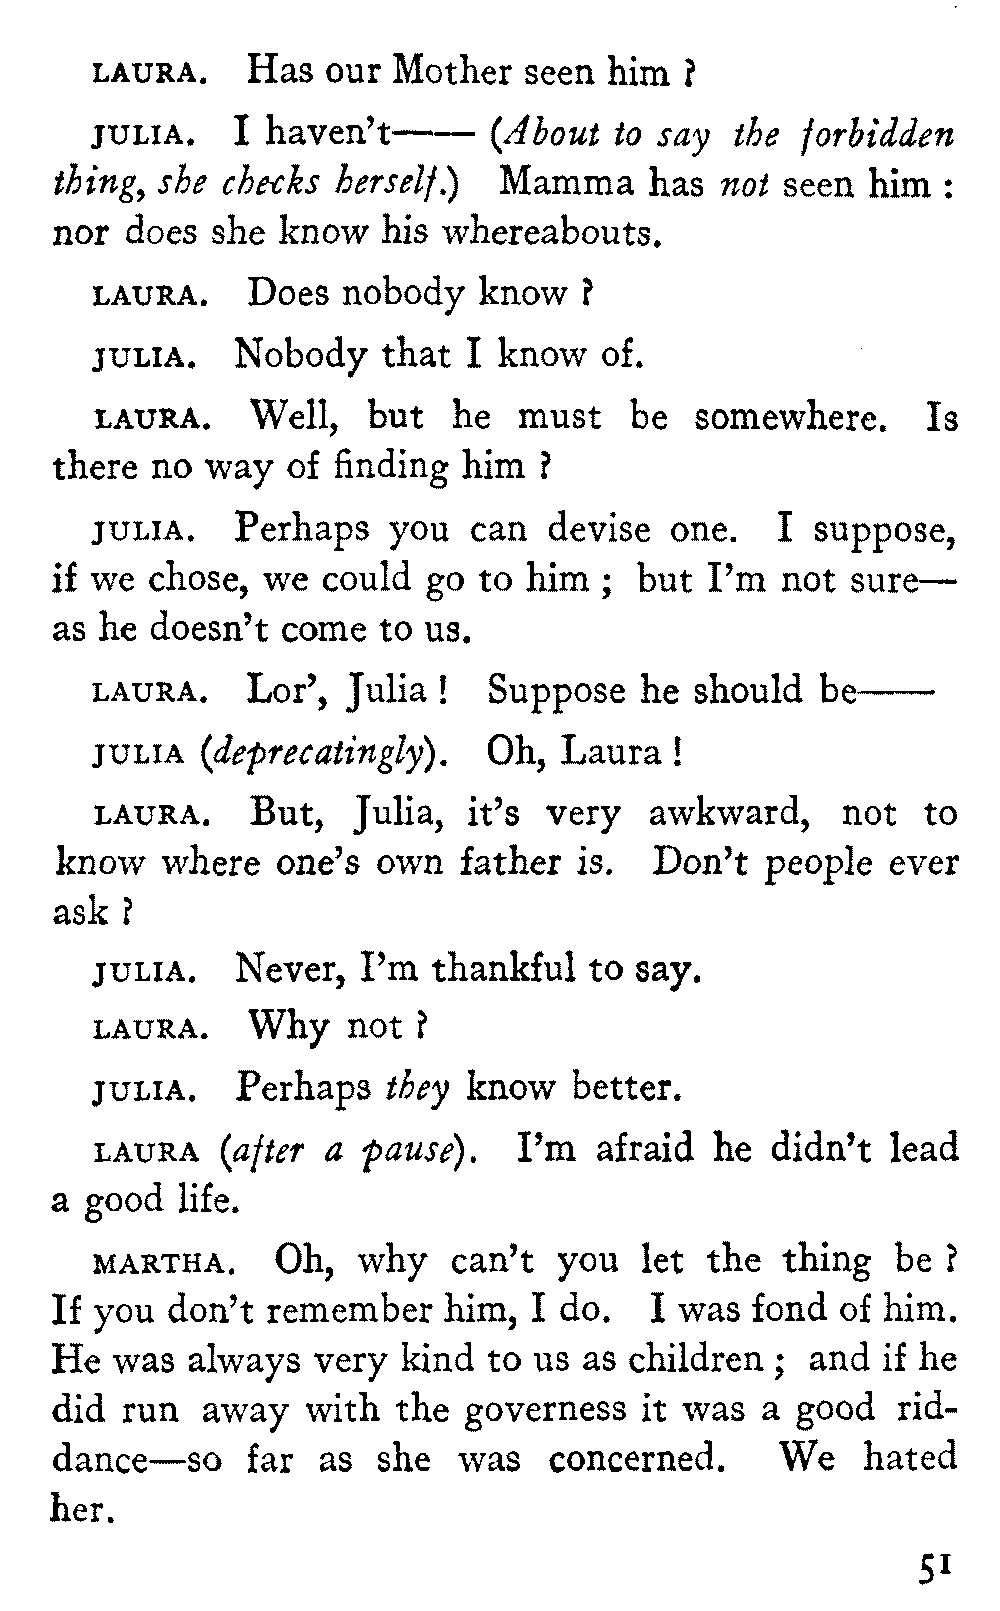 LAURA. Has our Mother seen him ?
JULIA. I haven't—— (About to say the forbidden
thing, she checks herself.) Mamma has not seen him :
nor does she know his whereabouts.
LAURA. Does nobody know ?
JULIA. Nobody that I know of.
LAURA. Well, but he must be somewhere. Is
there no way of finding him ?
JULIA. Perhaps you can devise one. I suppose,
if we chose, we could go to him ; but I'm not sure—
as he doesn't come to us.
LAURA. Lor', Julia ! Suppose he should be——
JULIA (deprecatingly). Oh, Laura !
LAURA. But, Julia, it's very awkward, not to
know where one's own father is. Don't people ever
ask ?
JULIA. Never, I'm thankful to say.
LAURA. Why not ?
JULIA. Perhaps they know better.
LAURA (after a pause). I'm afraid he didn't lead
a good life.
MARTHA. Oh, why can't you let the thing be ?
If you don't remember him, I do. I was fond of him.
He was always very kind to us as children ; and if he
did run away with the governess it was a good rid-
dance—so far as she was concerned. We hated
her.
51